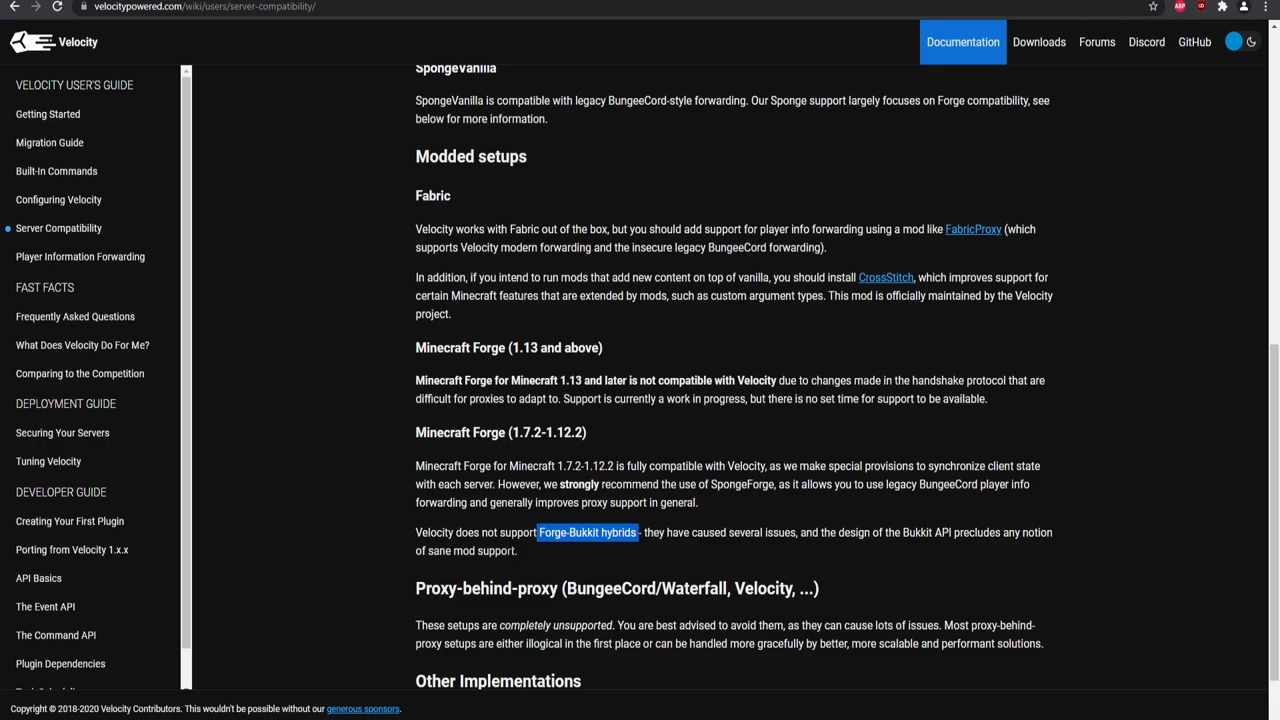 velocitypowered.com/wiki/users/server-compatibility/
ABP
Velocity
Documentation
Downloads
Forums
Discord
GitHub
VELOCITY USER'S GUIDE
Getting Started
Migration Guide
Built-In Commands
Configuring Velocity
Server Compatibility
Player Information Forwarding
FAST FACTS
Frequently Asked Questions
What Does Velocity Do For Me?
Comparing to the Competition
DEPLOYMENT GUIDE
Securing Your Servers
Tuning Velocity
DEVELOPER GUIDE
Creating Your First Plugin
Porting from Velocity 1.x.x
API Basics
The Event API
The Command API
Plugin Dependencies
SpongeVanilla
SpongeVanilla is compatible with legacy BungeeCord-style forwarding. Our Sponge support largely focuses on Forge compatibility, see
below for more information.
Modded setups
Fabric
Velocity works with Fabric out of the box, but you should add support for player info forwarding using a mod like FabricProxy (which
supports Velocity modern forwarding and the insecure legacy BungeeCord forwarding).
In addition, if you intend to run mods that add new content on top of vanilla, you should install CrossStitch, which improves support for
certain Minecraft features that are extended by mods, such as custom argument types. This mod is officially maintained by the Velocity
project.
Minecraft Forge (1.13 and above)
Minecraft Forge for Minecraft 1.13 and later is not compatible with Velocity due to changes made in the handshake protocol that are
difficult for proxies to adapt to. Support is currently a work in progress, but there is no set time for support to be available.
Minecraft Forge (1.7.2-1.12.2)
Minecraft Forge for Minecraft 1.7.2-1.12.2 is fully compatible with Velocity, as we make special provisions to synchronize client state
with each server. However, we strongly recommend the use of SpongeForge, as it allows you to use legacy BungeeCord player info
forwarding and generally improves proxy support in general.
Velocity does not support Forge-Bukkit hybrids - they have caused several issues, and the design of the Bukkit API precludes any notion
of sane mod support.
Proxy-behind-proxy (BungeeCord/Waterfall, Velocity, ...)
These setups are completely unsupported. You are best advised to avoid them, as they can cause lots of issues. Most proxy-behind-
proxy setups are either illogical in the first place or can be handled more gracefully by better, more scalable and performant solutions.
Other Implementations
Copyright © 2018-2020 Velocity Contributors. This wouldn't be possible without our generous sponsors.